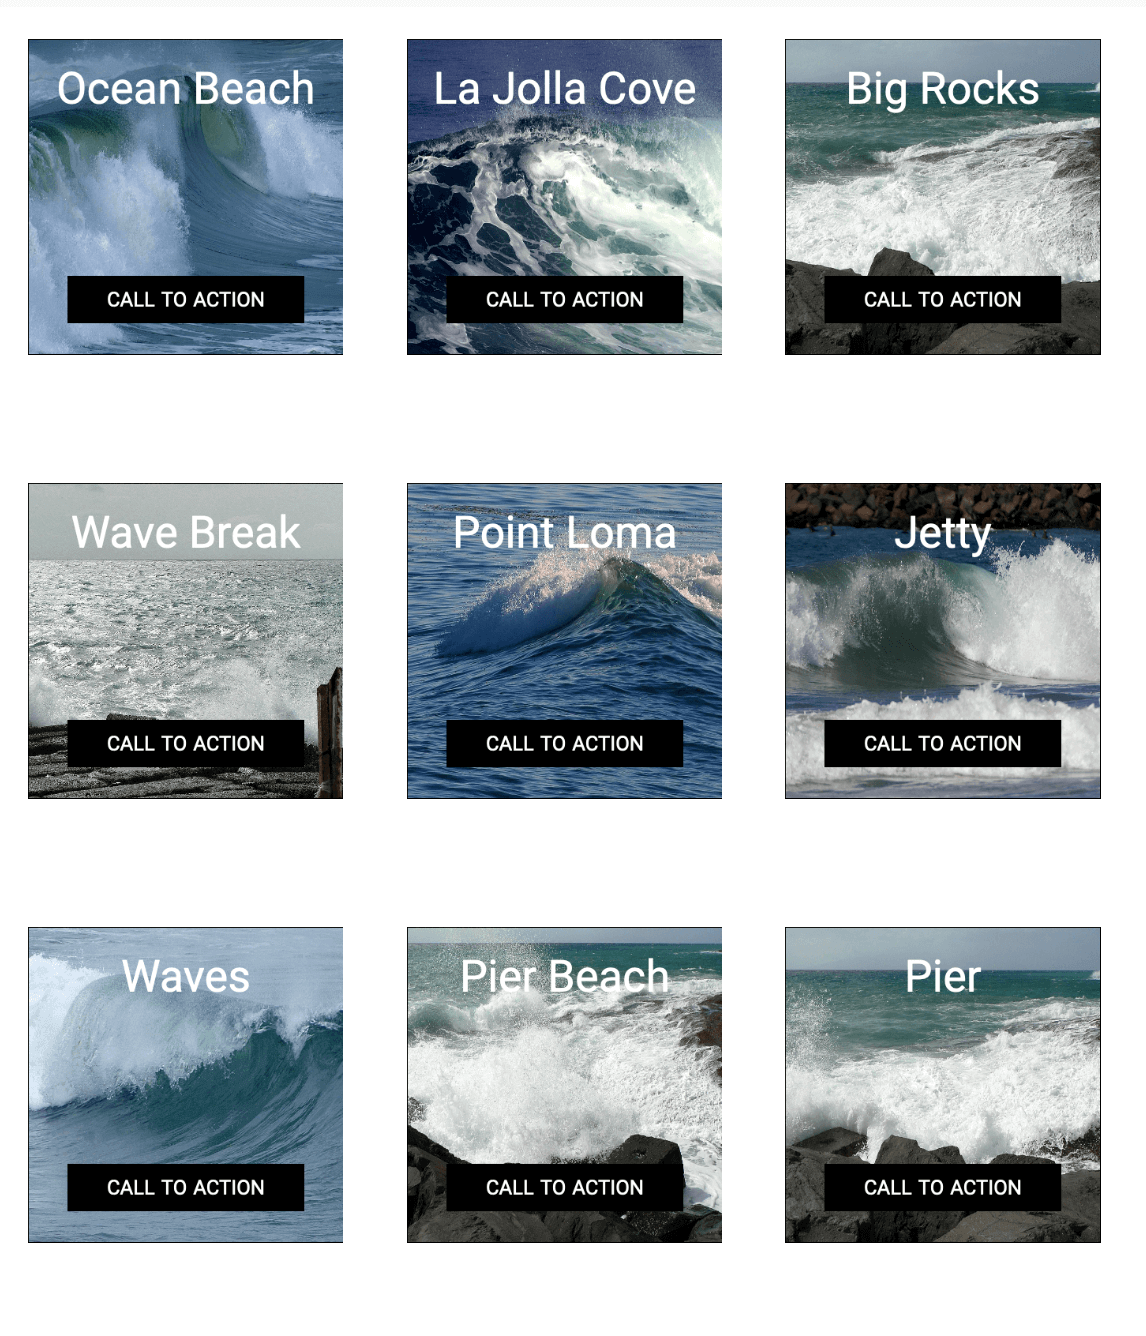 Ocean Beach
La Jolla Cove
Big Rocks
CALL TO ACTION
CALL TO ACTION
CALL TO ACTION
Wave Break
Point Loma
Jetty
CALL TO ACTION
CALL TO ACTION
CALL TO ACTION
Waves
Pier Beach
Pier
CALL TO ACTION
CALL TO ACTION
CALL TO ACTION